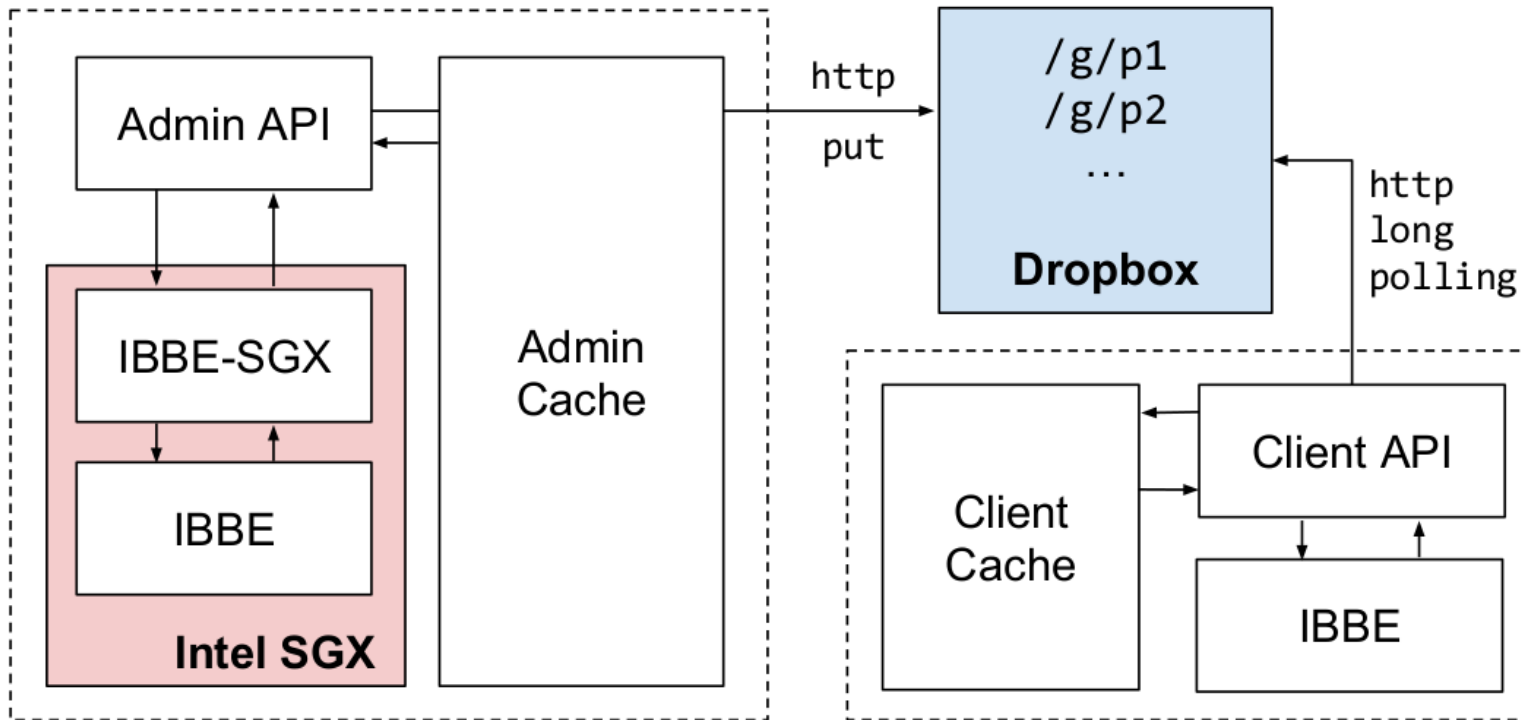 Admin API
IBBE-SGX
IBBE
Intel SGX
Admin
Cache
http
put
/g/p1
/g/p2
...
Dropbox
http
long
polling
Client
Cache
Client API
IBBE